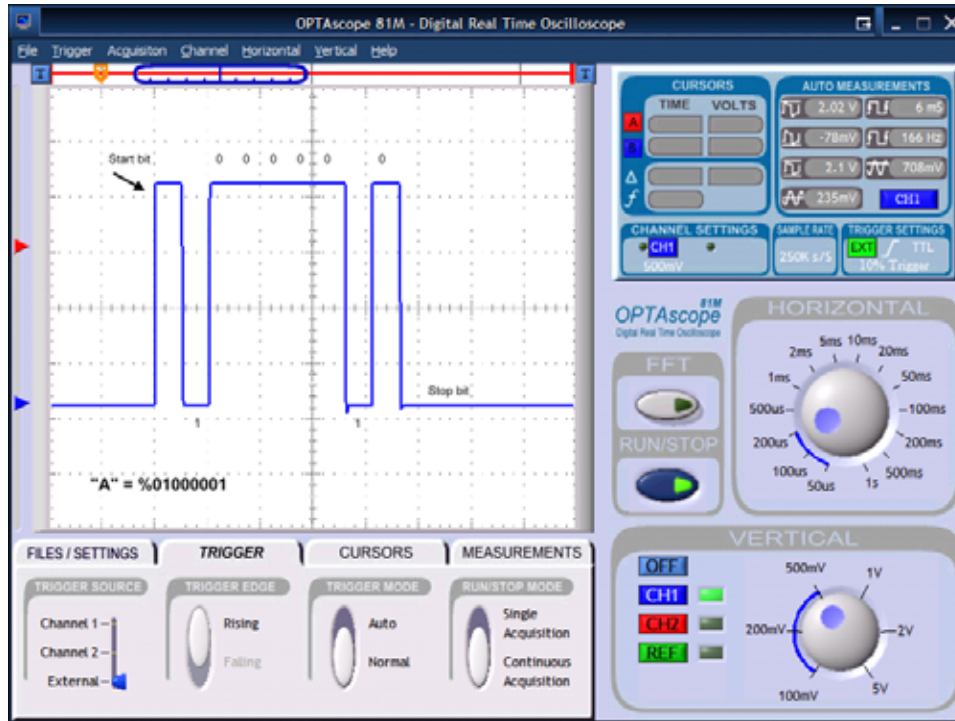 OPTAscope 81M - Digital Real Time Oscilloscope
File Trigger Acquisiton Channel Horizontal Vertical Help
T T
Start bit
0 0 0 0 0 0
1 1
Stop bit
"A" = %01000001
CURSORS
TIME VOLTS
A
B
Δ
f
AUTO MEASUREMENTS
2.02 V 6 mS
-78mV 166 Hz
2.1 V 708mV
235mV CH1
CHANNEL SETTINGS
CH1
500mV
SAMPLE RATE
250K s/S
TRIGGER SETTINGS
EXT TTL
10% Trigger
81M
OPTAscope
Digital Real Time Oscilloscope
FFT
RUN/STOP
HORIZONTAL
5ms 10ms
2ms 20ms
1ms 50ms
500us 100ms
200us 200ms
100us 500ms
50us 1s
VERTICAL
OFF
CH1
CH2
REF
500mV 1V
200mV 2V
100mV 5V
FILES / SETTINGS TRIGGER CURSORS MEASUREMENTS
TRIGGER SOURCE
Channel 1
Channel 2
External
TRIGGER EDGE
Rising
Falling
TRIGGER MODE
Auto
Normal
RUN/STOP MODE
Single
Acquisition
Continuous
Acquisition